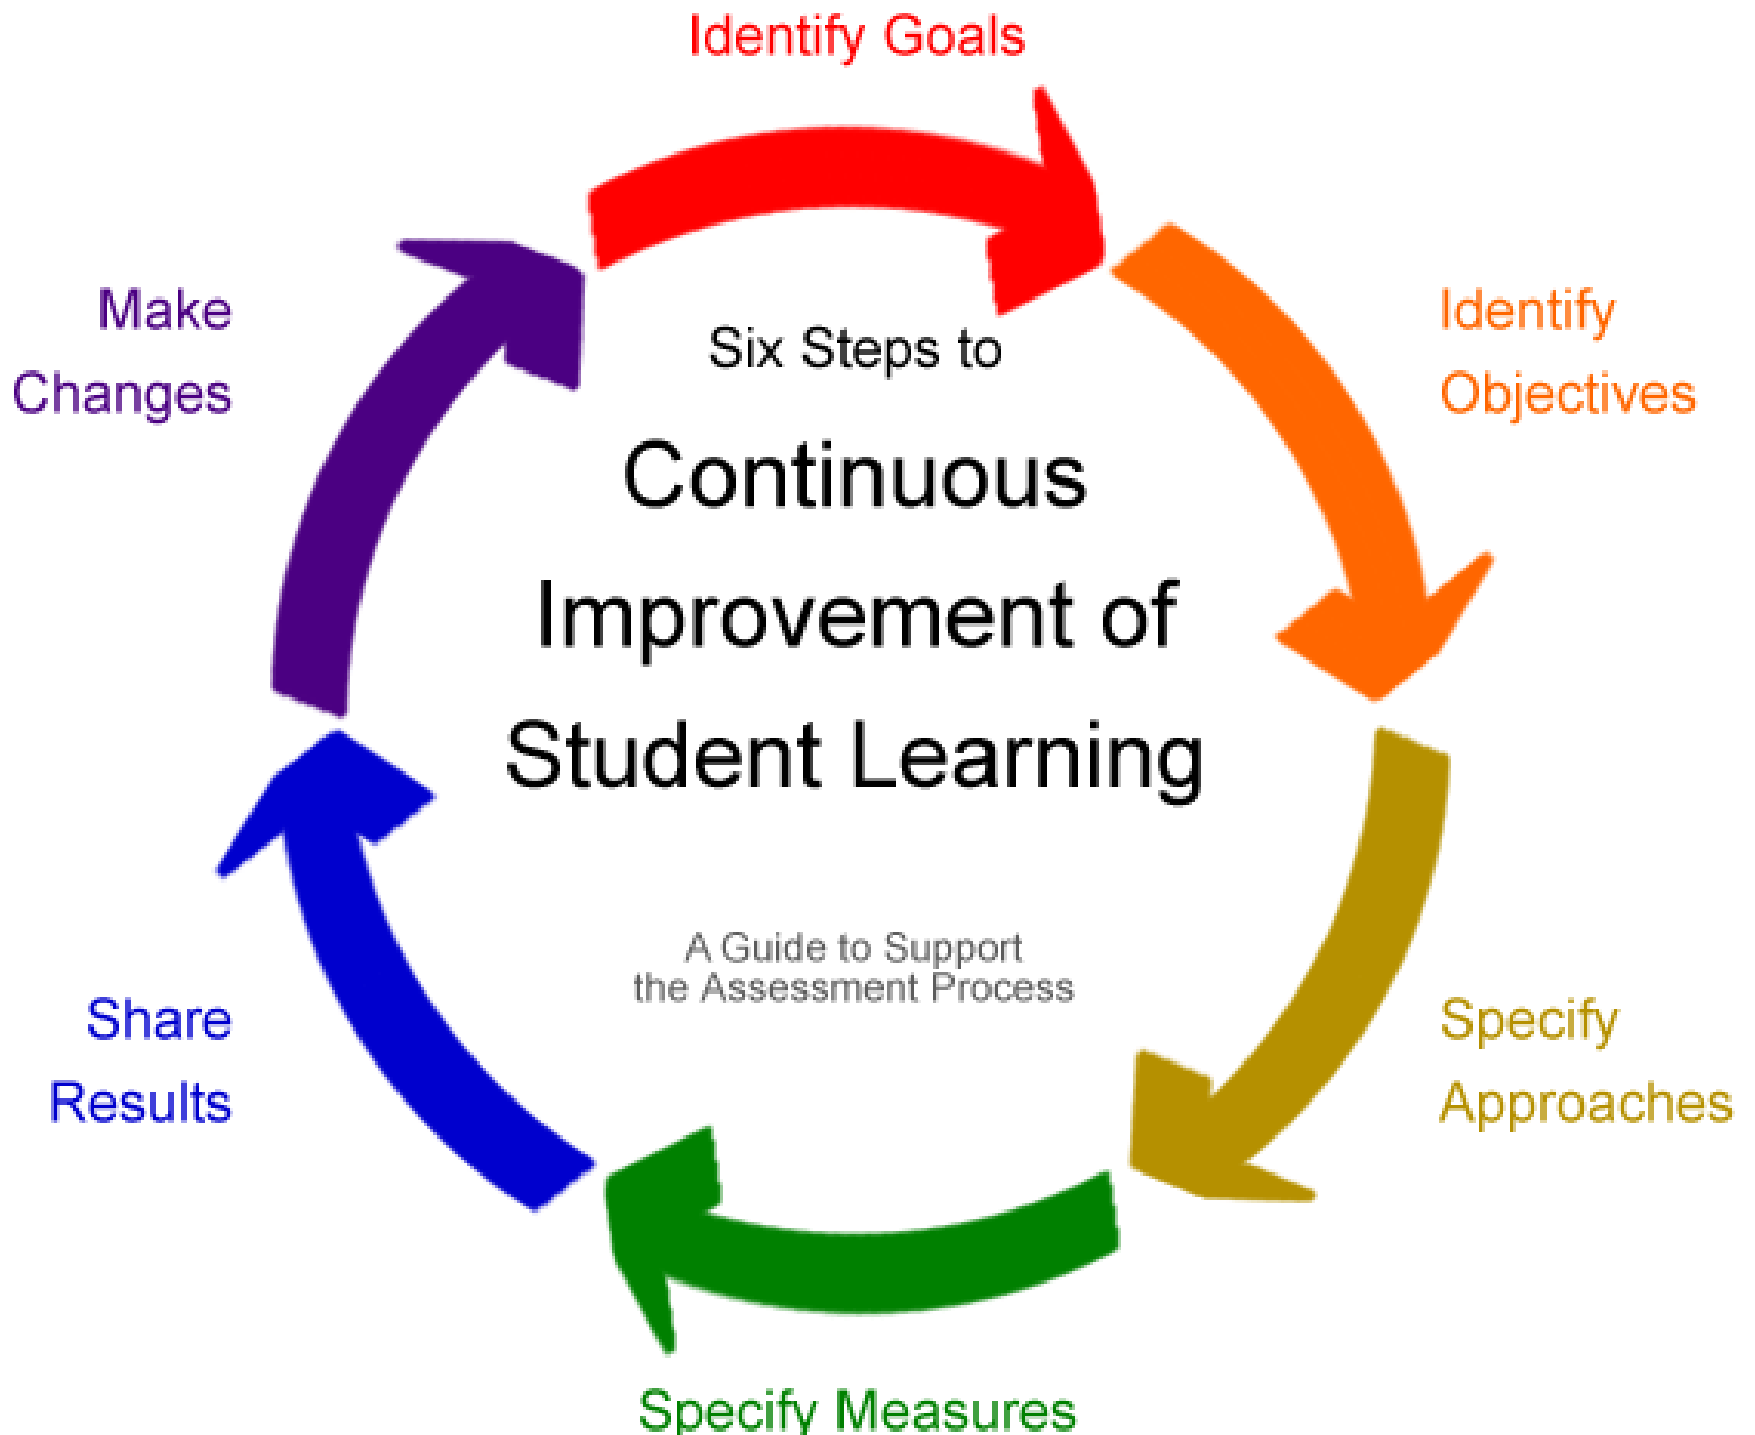 Identify Goals
Identify
Objectives
Specify
Approaches
Specify Measures
Share
Results
Make
Changes
Six Steps to
Continuous
Improvement of
Student Learning
A Guide to Support
the Assessment Process